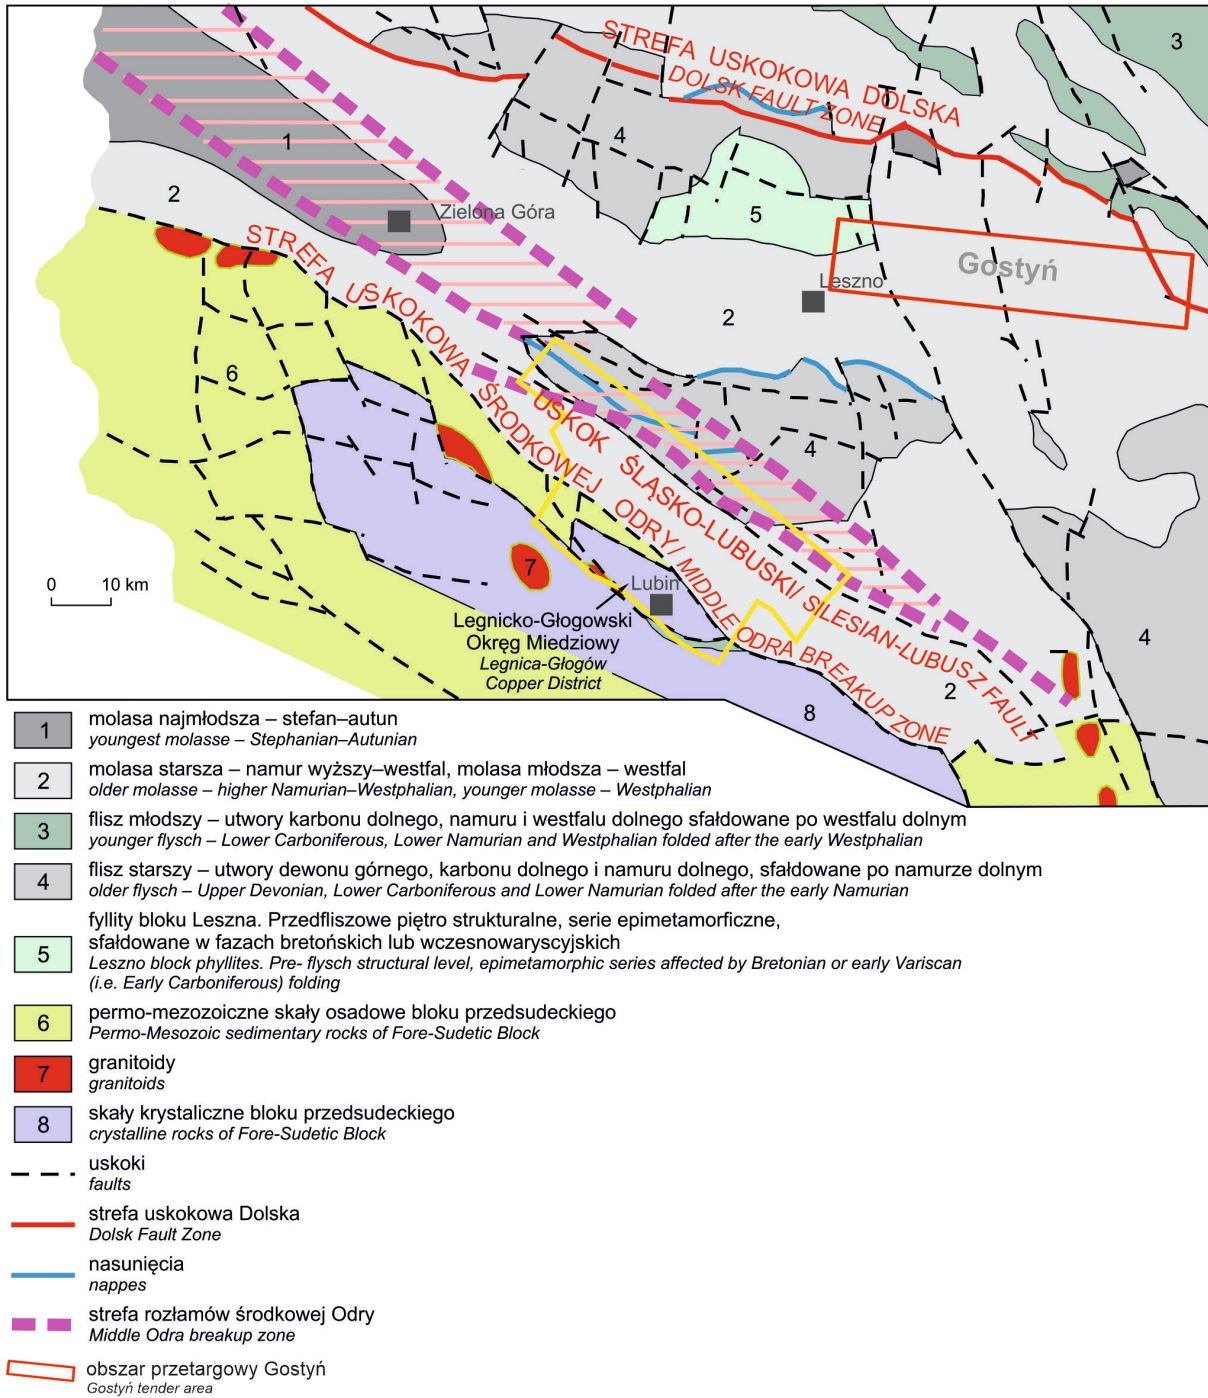 STREFA USKOKOWA DOLSKA
DOLSK FAULT ZONE
3
4
1
2
5
Zielona Góra
Gostyń
Leszno
2
STREFA USKOKOWA ŚRODKOWEJ ODRY/ MIDDLE ODRA BREAKUP ZONE
6
USKOK ŚLĄSKO-LUBUSKI/ SILESIAN-LUBUSZ FAULT
4
7
0 10 km
Lubin
Legnicko-Głogowski
Okręg Miedziowy
Legnica-Głogów
Copper District
4
2
8
1
molasa najmłodsza – stefan–autun
youngest molasse – Stephanian–Autunian
2
molasa starsza – namur wyższy–westfal, molasa młodsza – westfal
older molasse – higher Namurian–Westphalian, younger molasse – Westphalian
3
flisz młodszy – utwory karbonu dolnego, namuru i westfalu dolnego sfałdowane po westfalu dolnym
younger flysch – Lower Carboniferous, Lower Namurian and Westphalian folded after the early Westphalian
4
flisz starszy – utwory dewonu górnego, karbonu dolnego i namuru dolnego, sfałdowane po namurze dolnym
older flysch – Upper Devonian, Lower Carboniferous and Lower Namurian folded after the early Namurian
5
fyllity bloku Leszna. Przedfliszowe piętro strukturalne, serie epimetamorficzne,
sfałdowane w fazach bretońskich lub wczesnowaryscyjskich
Leszno block phyllites. Pre- flysch structural level, epimetamorphic series affected by Bretonian or early Variscan
(i.e. Early Carboniferous) folding
6
permo-mezozoiczne skały osadowe bloku przedsudeckiego
Permo-Mesozoic sedimentary rocks of Fore-Sudetic Block
7
granitoidy
granitoids
8
skały krystaliczne bloku przedsudeckiego
crystalline rocks of Fore-Sudetic Block
uskoki
faults
strefa uskokowa Dolska
Dolsk Fault Zone
nasunięcia
nappes
strefa rozłamów środkowej Odry
Middle Odra breakup zone
obszar przetargowy Gostyń
Gostyń tender area